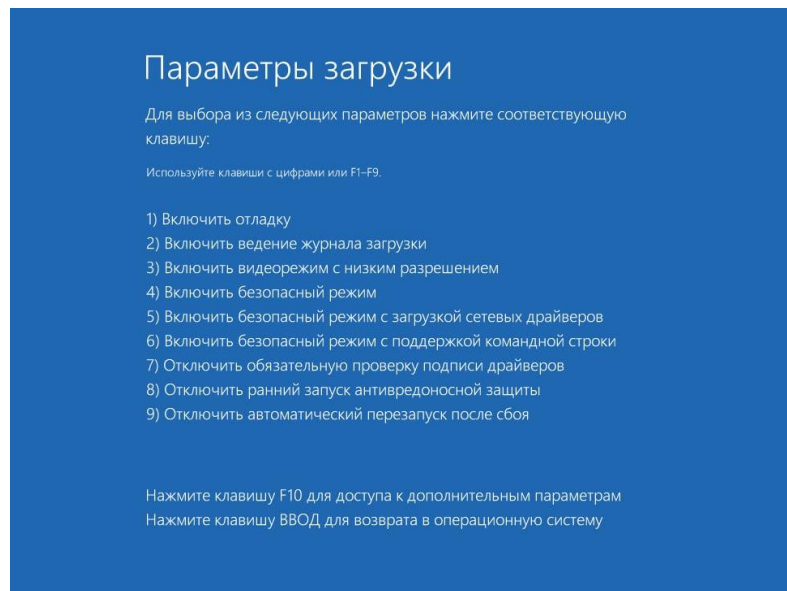 Параметры загрузки
Для выбора из следующих параметров нажмите соответствующую
клавишу:
Используйте клавиши с цифрами или F1–F9.
1) Включить отладку
2) Включить ведение журнала загрузки
3) Включить видеорежим с низким разрешением
4) Включить безопасный режим
5) Включить безопасный режим с загрузкой сетевых драйверов
6) Включить безопасный режим с поддержкой командной строки
7) Отключить обязательную проверку подписи драйверов
8) Отключить ранний запуск антивредоносной защиты
9) Отключить автоматический перезапуск после сбоя
Нажмите клавишу F10 для доступа к дополнительным параметрам
Нажмите клавишу ВВОД для возврата в операционную систему